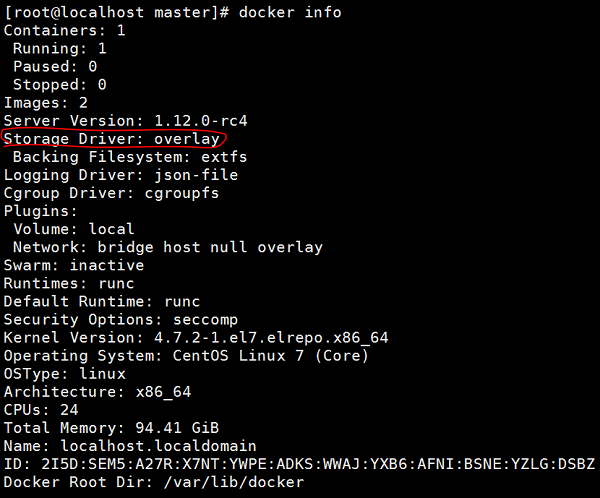 [root@localhost master]# docker info
Containers: 1
 Running: 1
 Paused: 0
 Stopped: 0
Images: 2
Server Version: 1.12.0-rc4
Storage Driver: overlay
 Backing Filesystem: extfs
Logging Driver: json-file
Cgroup Driver: cgroupfs
Plugins:
 Volume: local
 Network: bridge host null overlay
Swarm: inactive
Runtimes: runc
Default Runtime: runc
Security Options: seccomp
Kernel Version: 4.7.2-1.el7.elrepo.x86_64
Operating System: CentOS Linux 7 (Core)
OSType: linux
Architecture: x86_64
CPUs: 24
Total Memory: 94.41 GiB
Name: localhost.localdomain
ID: 2I5D:SEM5:A27R:X7NT:YWPE:ADKS:WWAJ:YXB6:AFNI:BSNE:YZLG:DSBZ
Docker Root Dir: /var/lib/docker